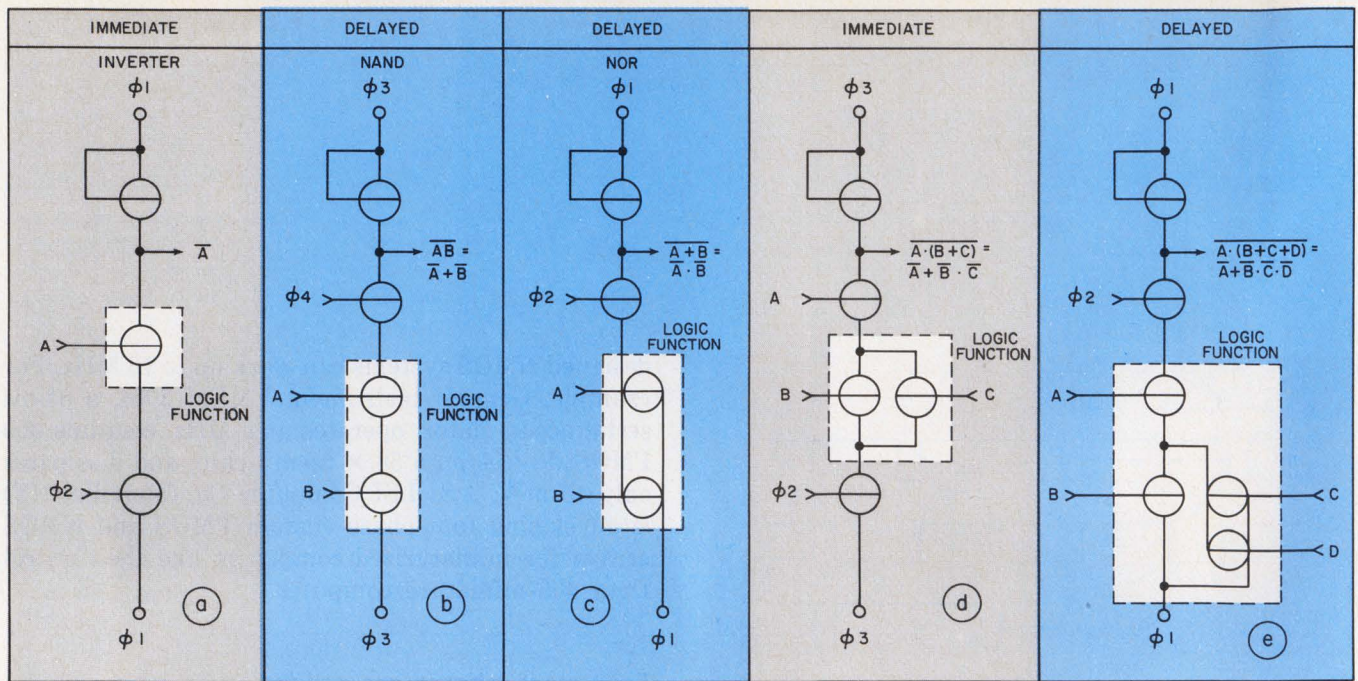 IMMEDIATE
INVERTER
ϕ1
A̅
A
LOGIC
FUNCTION
ϕ2
ϕ1
a
DELAYED
NAND
ϕ3
A̅B̅ =
A̅+B̅
ϕ4
A
LOGIC
FUNCTION
B
ϕ3
b
DELAYED
NOR
ϕ1
A̅+̅B̅ =
A̅·B̅
ϕ2
LOGIC
FUNCTION
A
B
ϕ1
c
IMMEDIATE
ϕ3
A̅·̅(̅B̅+̅C̅)̅ =
A̅+B̅·C̅
A
LOGIC
FUNCTION
B
C
ϕ2
ϕ3
d
DELAYED
ϕ1
A̅·̅(̅B̅+̅C̅+̅D̅)̅ =
A̅+B̅·C̅·D̅
ϕ2
LOGIC
FUNCTION
A
B
C
D
ϕ1
e